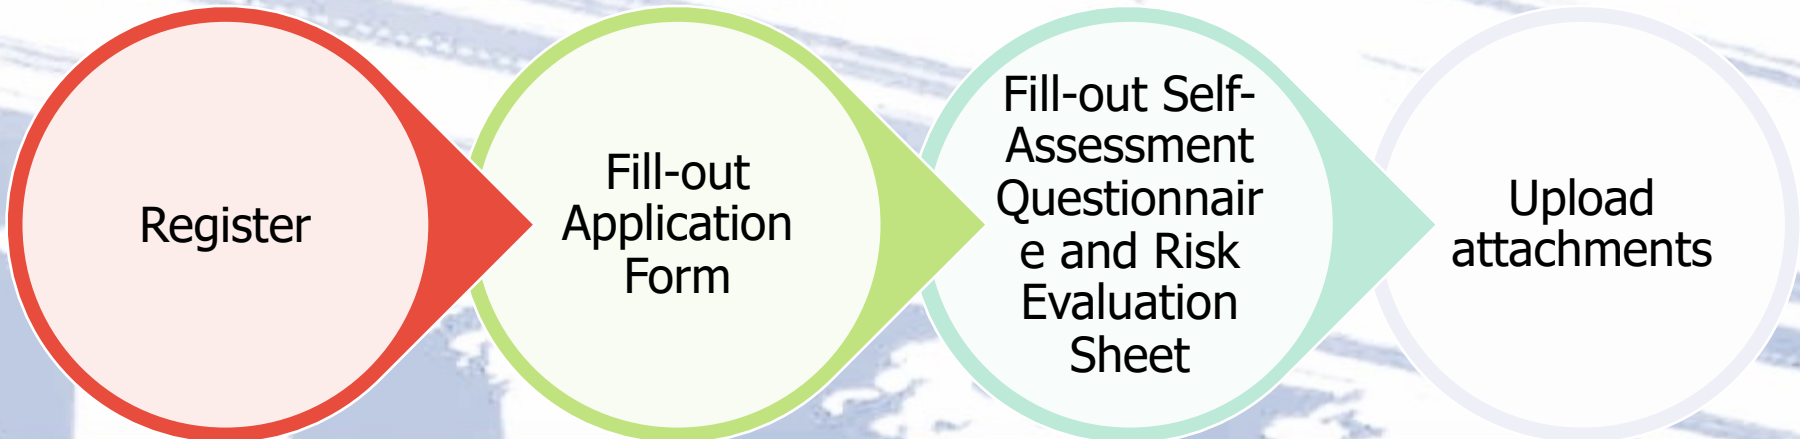 Register
Fill-out
Application
Form
Fill-out Self-
Assessment
Questionnair
e and Risk
Evaluation
Sheet
Upload
attachments